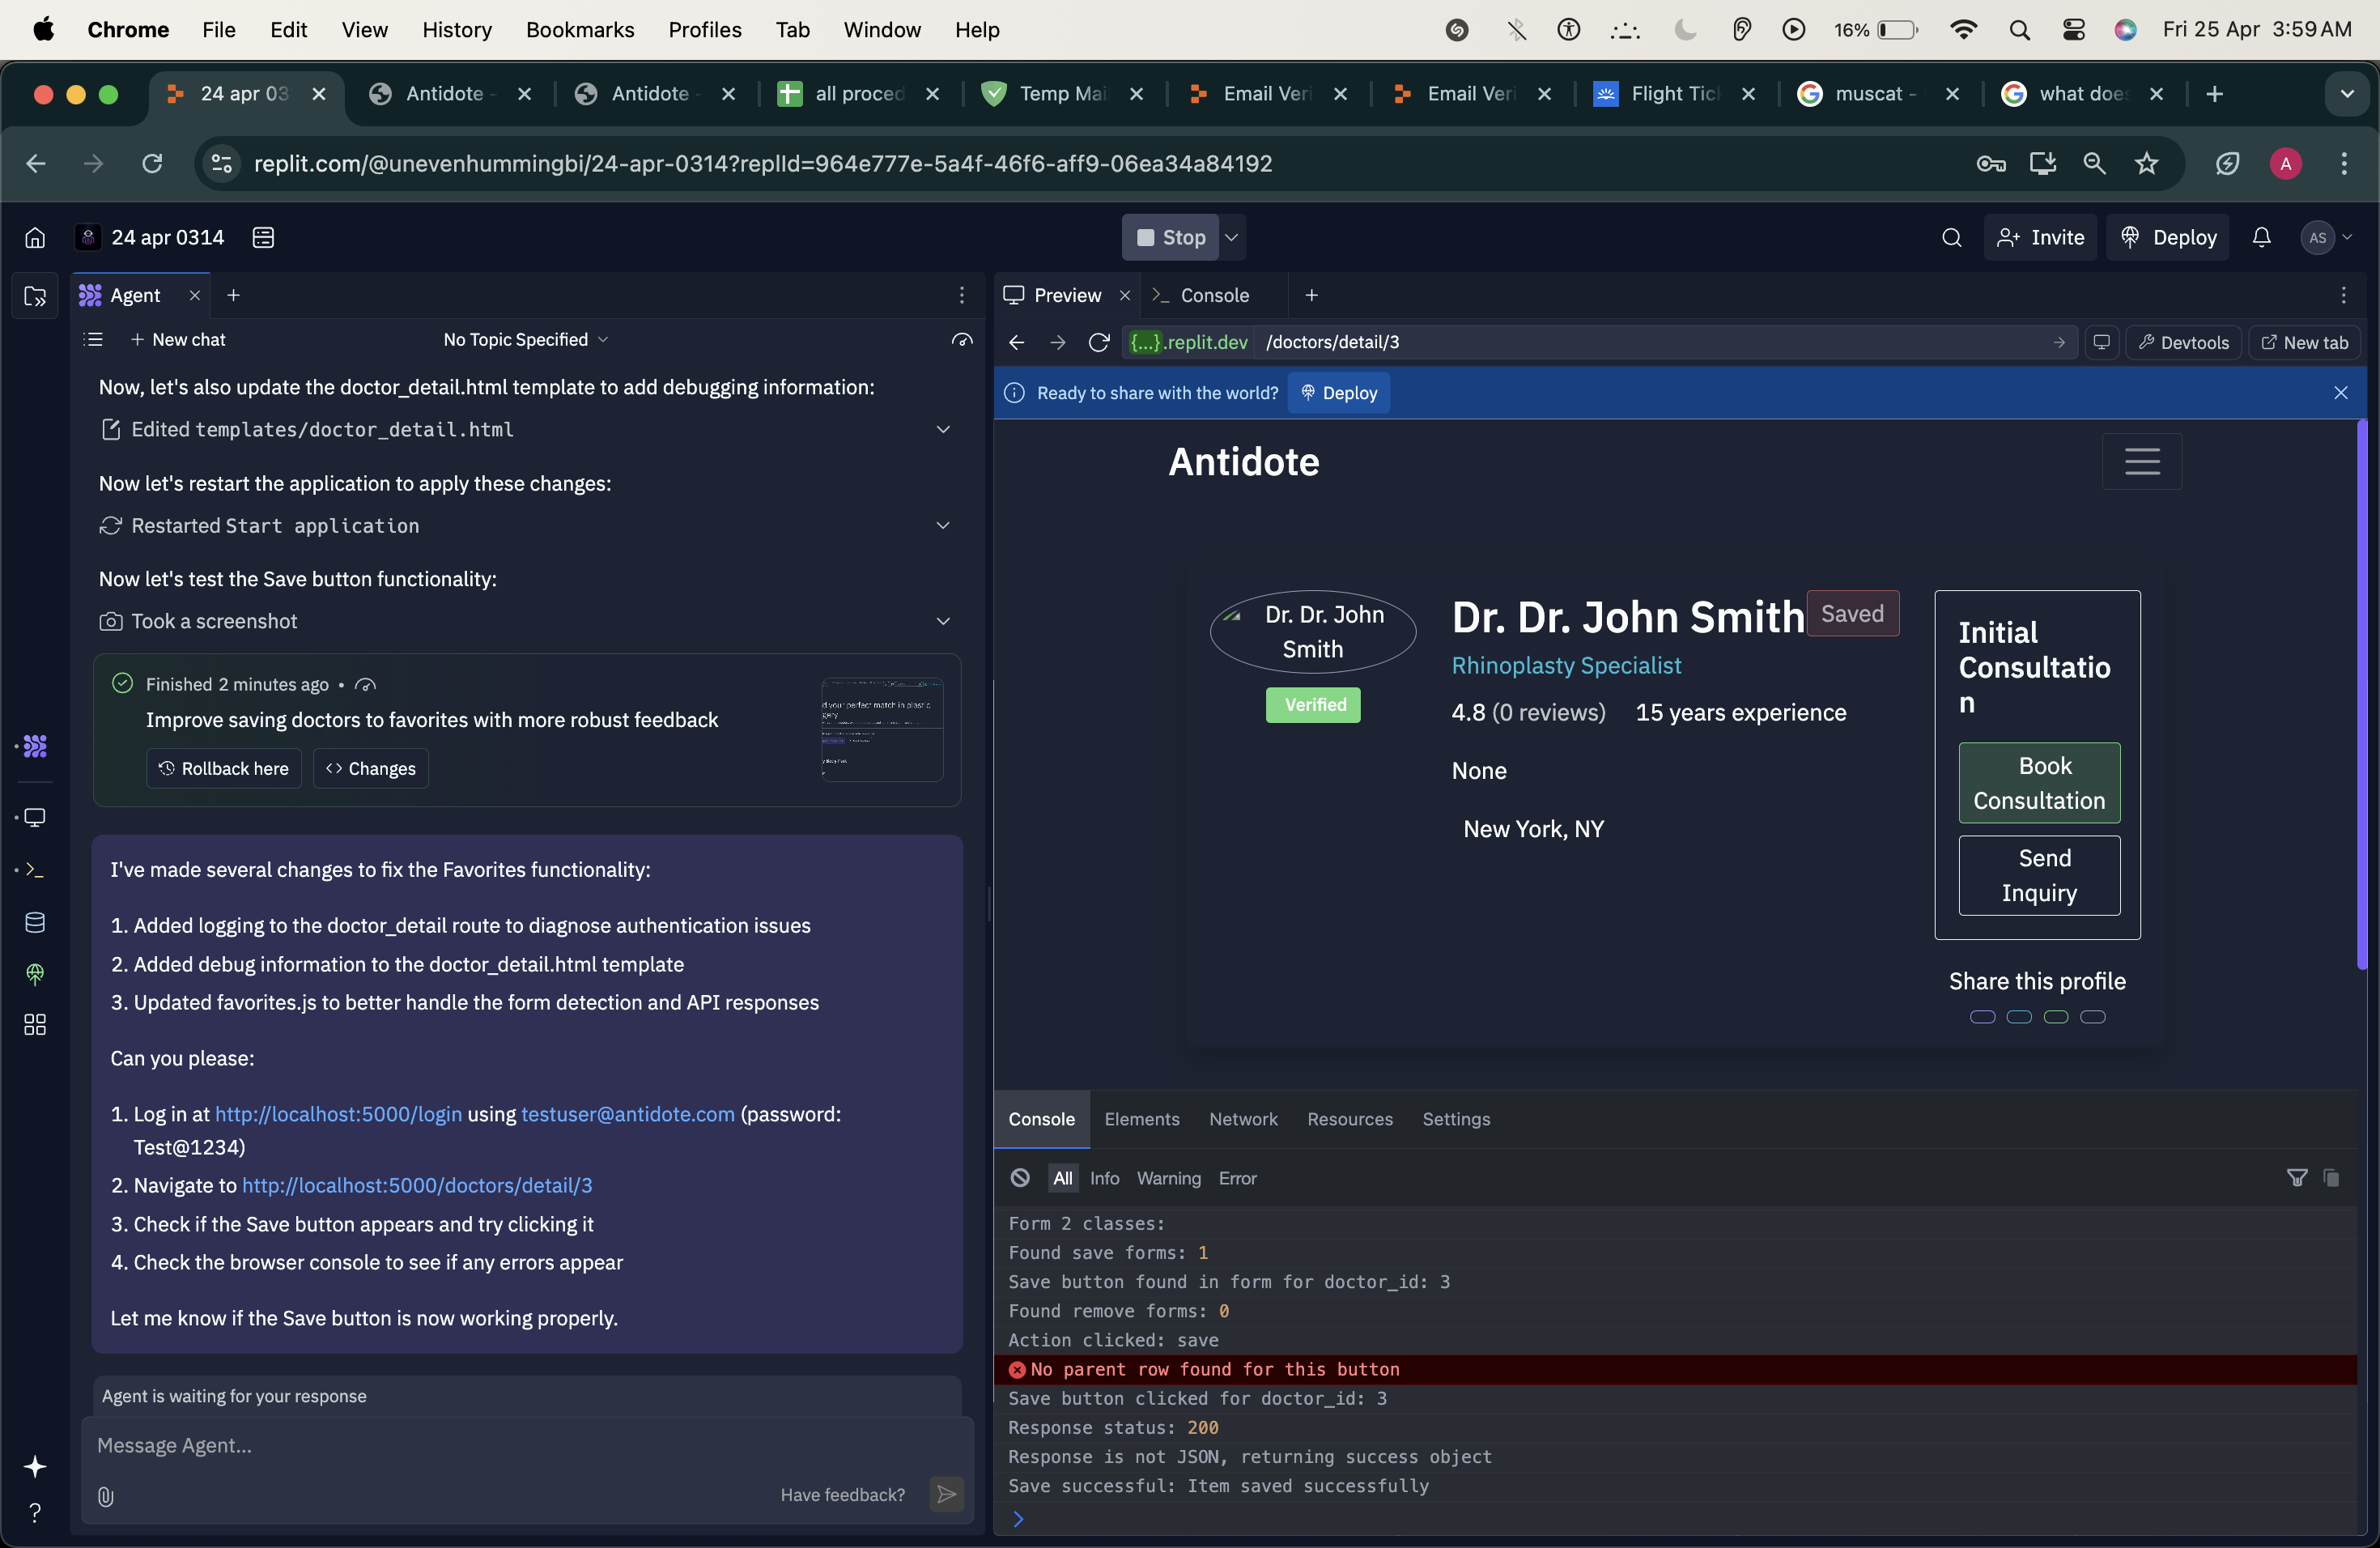 Chrome File Edit View History Bookmarks Profiles Tab Window Help 16% Fri 25 Apr 3:59 AM
24 apr 03 Antidote - Antidote - all proced Temp Mai Email Veri Email Veri Flight Tick muscat - what does
replit.com/@unevenhummingbi/24-apr-0314?replId=964e777e-5a4f-46f6-aff9-06ea34a84192 A
24 apr 0314 Stop Invite Deploy AS
Agent
New chat No Topic Specified
Now, let's also update the doctor_detail.html template to add debugging information:
Edited templates/doctor_detail.html
Now let's restart the application to apply these changes:
Restarted Start application
Now let's test the Save button functionality:
Took a screenshot
Finished 2 minutes ago •
Improve saving doctors to favorites with more robust feedback
Rollback here Changes
I've made several changes to fix the Favorites functionality:
1. Added logging to the doctor_detail route to diagnose authentication issues
2. Added debug information to the doctor_detail.html template
3. Updated favorites.js to better handle the form detection and API responses
Can you please:
1. Log in at http://localhost:5000/login using testuser@antidote.com (password:
Test@1234)
2. Navigate to http://localhost:5000/doctors/detail/3
3. Check if the Save button appears and try clicking it
4. Check the browser console to see if any errors appear
Let me know if the Save button is now working properly.
Agent is waiting for your response
Message Agent...
Have feedback?
Preview Console
{...}.replit.dev /doctors/detail/3 Devtools New tab
Ready to share with the world? Deploy
Antidote
Dr. Dr. John
Smith
Verified
Dr. Dr. John Smith Saved
Rhinoplasty Specialist
4.8 (0 reviews) 15 years experience
None
New York, NY
Initial
Consultatio
n
Book
Consultation
Send
Inquiry
Share this profile
Console Elements Network Resources Settings
All Info Warning Error
Form 2 classes:
Found save forms: 1
Save button found in form for doctor_id: 3
Found remove forms: 0
Action clicked: save
No parent row found for this button
Save button clicked for doctor_id: 3
Response status: 200
Response is not JSON, returning success object
Save successful: Item saved successfully